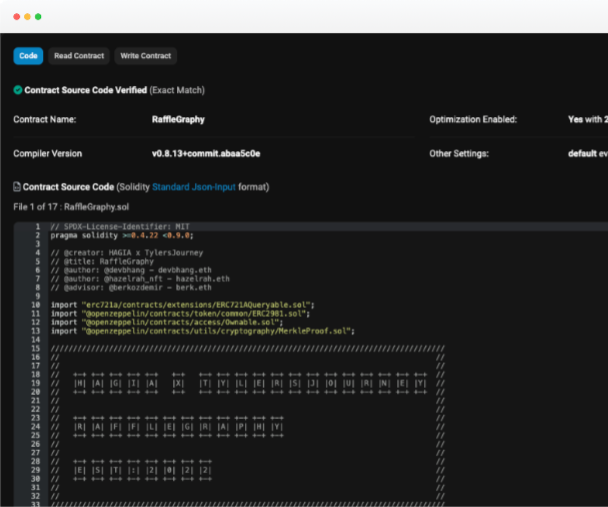 Code Read Contract Write Contract
Contract Source Code Verified (Exact Match)
Contract Name: RaffleGraphy Optimization Enabled: Yes with 2
Compiler Version v0.8.13+commit.abaa5c0e Other Settings: default ev
Contract Source Code (Solidity Standard Json-Input format)
File 1 of 17 : RaffleGraphy.sol
1 // SPDX-License-Identifier: MIT
2 pragma solidity >=0.4.22 <0.9.0;
3
4 // @creator: HAGIA x TylersJourney
5 // @title: RaffleGraphy
6 // @author: @devbhang - devbhang.eth
7 // @author: @hazelrah_nft - hazelrah.eth
8 // @advisor: @berkozdemir - berk.eth
9
10 import "erc721a/contracts/extensions/ERC721AQueryable.sol";
11 import "@openzeppelin/contracts/token/common/ERC2981.sol";
12 import "@openzeppelin/contracts/access/Ownable.sol";
13 import "@openzeppelin/contracts/utils/cryptography/MerkleProof.sol";
14
15 ////////////////////////////////////////////////////////////////////////////////////////
16 // //
17 // //
18 // +-+ +-+ +-+ +-+ +-+ +-+ +-+ +-+ +-+ +-+ +-+ +-+ +-+ +-+ +-+ +-+ +-+ +-+ +-+ //
19 // |H| |A| |G| |I| |A| |X| |T| |Y| |L| |E| |R| |S| |J| |O| |U| |R| |N| |E| |Y| //
20 // +-+ +-+ +-+ +-+ +-+ +-+ +-+ +-+ +-+ +-+ +-+ +-+ +-+ +-+ +-+ +-+ +-+ +-+ +-+ //
21 // //
22 // //
23 // +-+ +-+ +-+ +-+ +-+ +-+ +-+ +-+ +-+ +-+ +-+ +-+ //
24 // |R| |A| |F| |F| |L| |E| |G| |R| |A| |P| |H| |Y| //
25 // +-+ +-+ +-+ +-+ +-+ +-+ +-+ +-+ +-+ +-+ +-+ +-+ //
26 // //
27 // //
28 // +-+ +-+ +-+ +-+ +-+ +-+ +-+ +-+ //
29 // |E| |S| |T| |:| |2| |0| |2| |2| //
30 // +-+ +-+ +-+ +-+ +-+ +-+ +-+ +-+ //
31 // //
32 // //
33 ////////////////////////////////////////////////////////////////////////////////////////